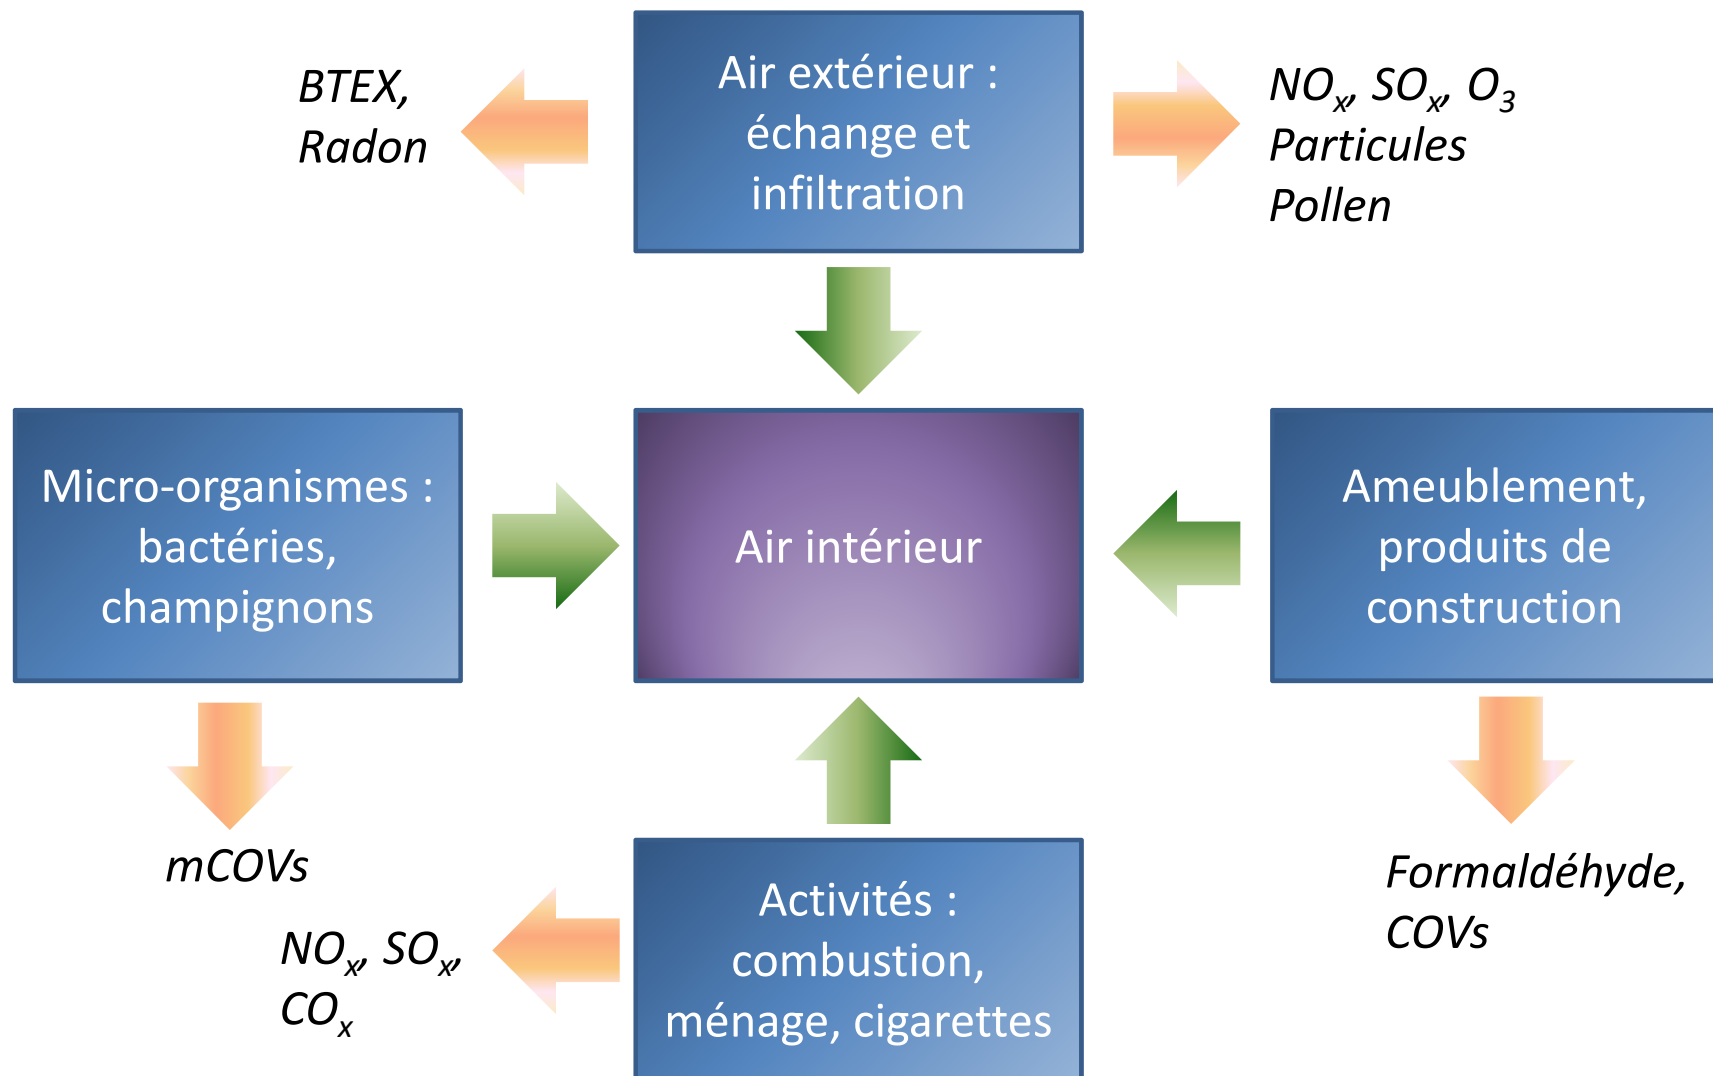 Air extérieur :
échange et
infiltration
BTEX,
Radon
NOₓ, SOₓ, O₃
Particules
Pollen
Micro-organismes :
bactéries,
champignons
Air intérieur
Ameublement,
produits de
construction
mCOVs
Formaldéhyde,
COVs
NOₓ, SOₓ,
COₓ
Activités :
combustion,
ménage, cigarettes